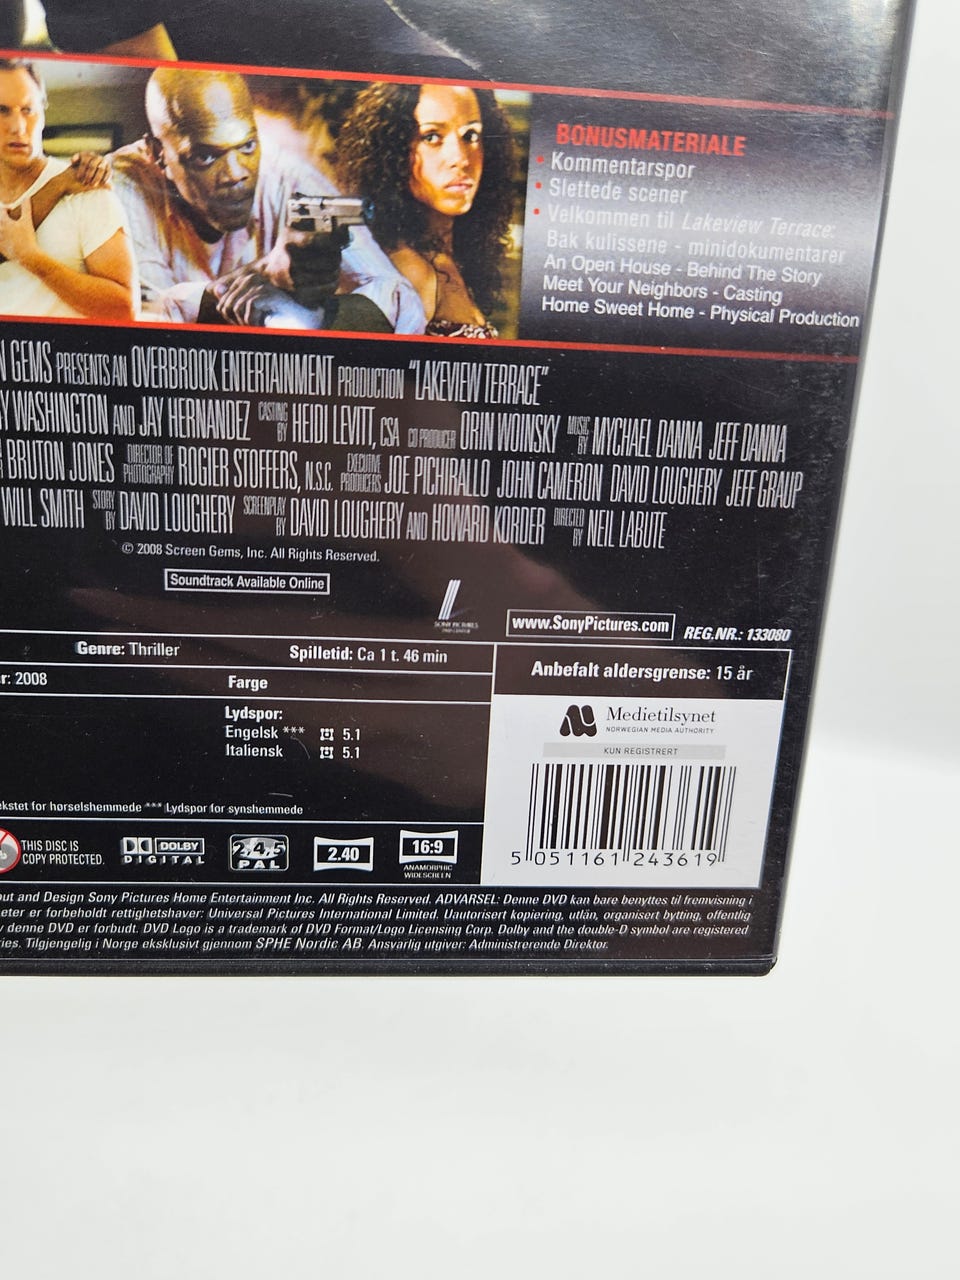 BONUSMATERIALE
• Kommentarspor
• Slettede scener
• Velkommen til Lakeview Terrace:
Bak kulissene - minidokumentarer
An Open House - Behind The Story
Meet Your Neighbors - Casting
Home Sweet Home - Physical Production
GEMS PRESENTS AN OVERBROOK ENTERTAINMENT PRODUCTION "LAKEVIEW TERRACE"
WASHINGTON AND JAY HERNANDEZ CASTING BY HEIDI LEVITT, CSA CO PRODUCER ORIN WOINSKY MUSIC BY MYCHAEL DANNA JEFF DANNA
BRUTON JONES DIRECTOR OF PHOTOGRAPHY ROGIER STOFFERS, N.S.C. EXECUTIVE PRODUCERS JOE PICHIRALLO JOHN CAMERON DAVID LOUGHERY JEFF GRAUP
WILL SMITH STORY BY DAVID LOUGHERY SCREENPLAY BY DAVID LOUGHERY AND HOWARD KORDER DIRECTED BY NEIL LABUTE
© 2008 Screen Gems, Inc. All Rights Reserved.
Soundtrack Available Online
SONY PICTURES
www.SonyPictures.com
REG.NR.: 133080
Genre: Thriller
Spilletid: Ca 1 t. 46 min
r: 2008
Farge
Anbefalt aldersgrense: 15 år
Lydspor:
Engelsk *** 5.1
Italiensk 5.1
Medietilsynet
NORWEGIAN MEDIA AUTHORITY
KUN REGISTRERT
5 051161 243619
ekstet for hørselshemmede *** Lydspor for synshemmede
THIS DISC IS
COPY PROTECTED.
DOLBY
DIGITAL
2,4,5
PAL
2.40
16:9
ANAMORPHIC
WIDESCREEN
out and Design Sony Pictures Home Entertainment Inc. All Rights Reserved. ADVARSEL: Denne DVD kan bare benyttes til fremvisning i
eter er forbeholdt rettighetshaver: Universal Pictures International Limited. Uautorisert kopiering, utlån, organisert bytting, offentlig
v denne DVD er forbudt. DVD Logo is a trademark of DVD Format/Logo Licensing Corp. Dolby and the double-D symbol are registered
ies. Tilgjengelig i Norge eksklusivt gjennom SPHE Nordic AB. Ansvarlig utgiver: Administrerende Direktor.